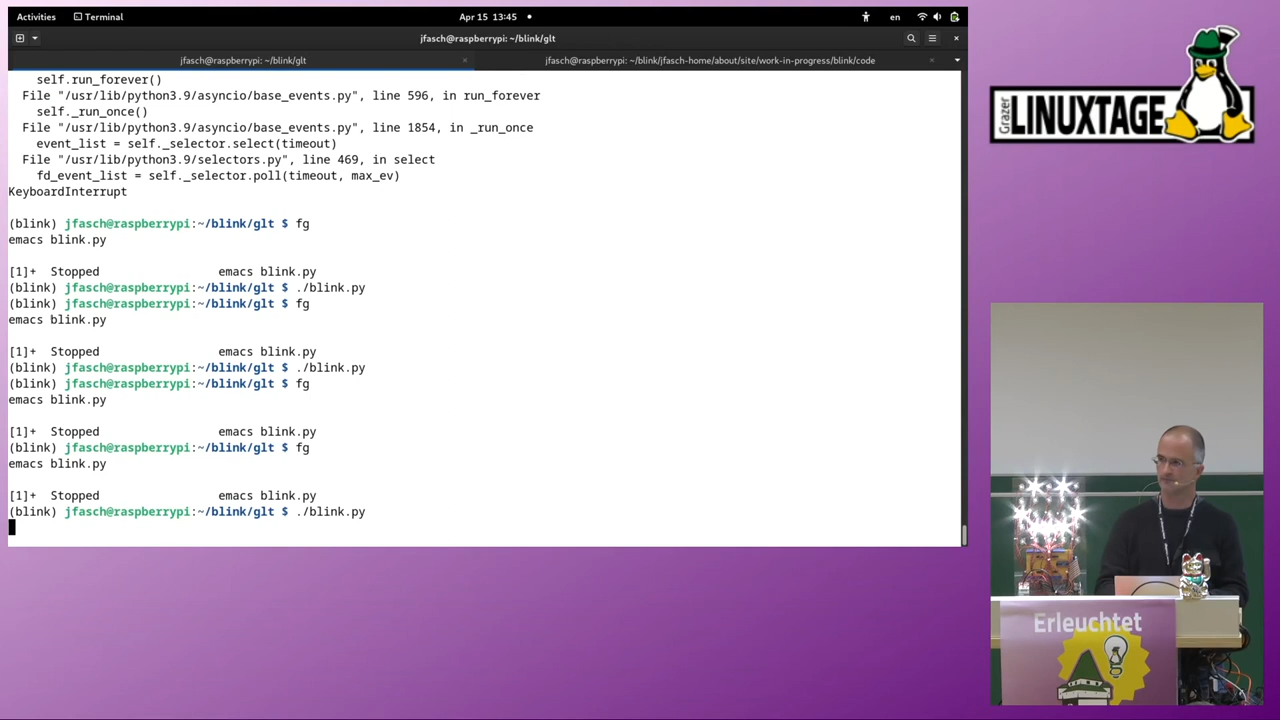 Activities
Terminal
Apr 15 13:45
en
jfasch@raspberrypi: ~/blink/glt
jfasch@raspberrypi: ~/blink/glt
jfasch@raspberrypi: ~/blink/jfasch-home/about/site/work-in-progress/blink/code
self.run_forever()
File "/usr/lib/python3.9/asyncio/base_events.py", line 596, in run_forever
self._run_once()
File "/usr/lib/python3.9/asyncio/base_events.py", line 1854, in _run_once
event_list = self._selector.select(timeout)
File "/usr/lib/python3.9/selectors.py", line 469, in select
fd_event_list = self._selector.poll(timeout, max_ev)
KeyboardInterrupt
(blink) jfasch@raspberrypi:~/blink/glt $ fg
emacs blink.py
[1]+  Stopped                 emacs blink.py
(blink) jfasch@raspberrypi:~/blink/glt $ ./blink.py
(blink) jfasch@raspberrypi:~/blink/glt $ fg
emacs blink.py
[1]+  Stopped                 emacs blink.py
(blink) jfasch@raspberrypi:~/blink/glt $ ./blink.py
(blink) jfasch@raspberrypi:~/blink/glt $ fg
emacs blink.py
[1]+  Stopped                 emacs blink.py
(blink) jfasch@raspberrypi:~/blink/glt $ fg
emacs blink.py
[1]+  Stopped                 emacs blink.py
(blink) jfasch@raspberrypi:~/blink/glt $ ./blink.py
Grazer
LINUXTAGE
Erleuchtet